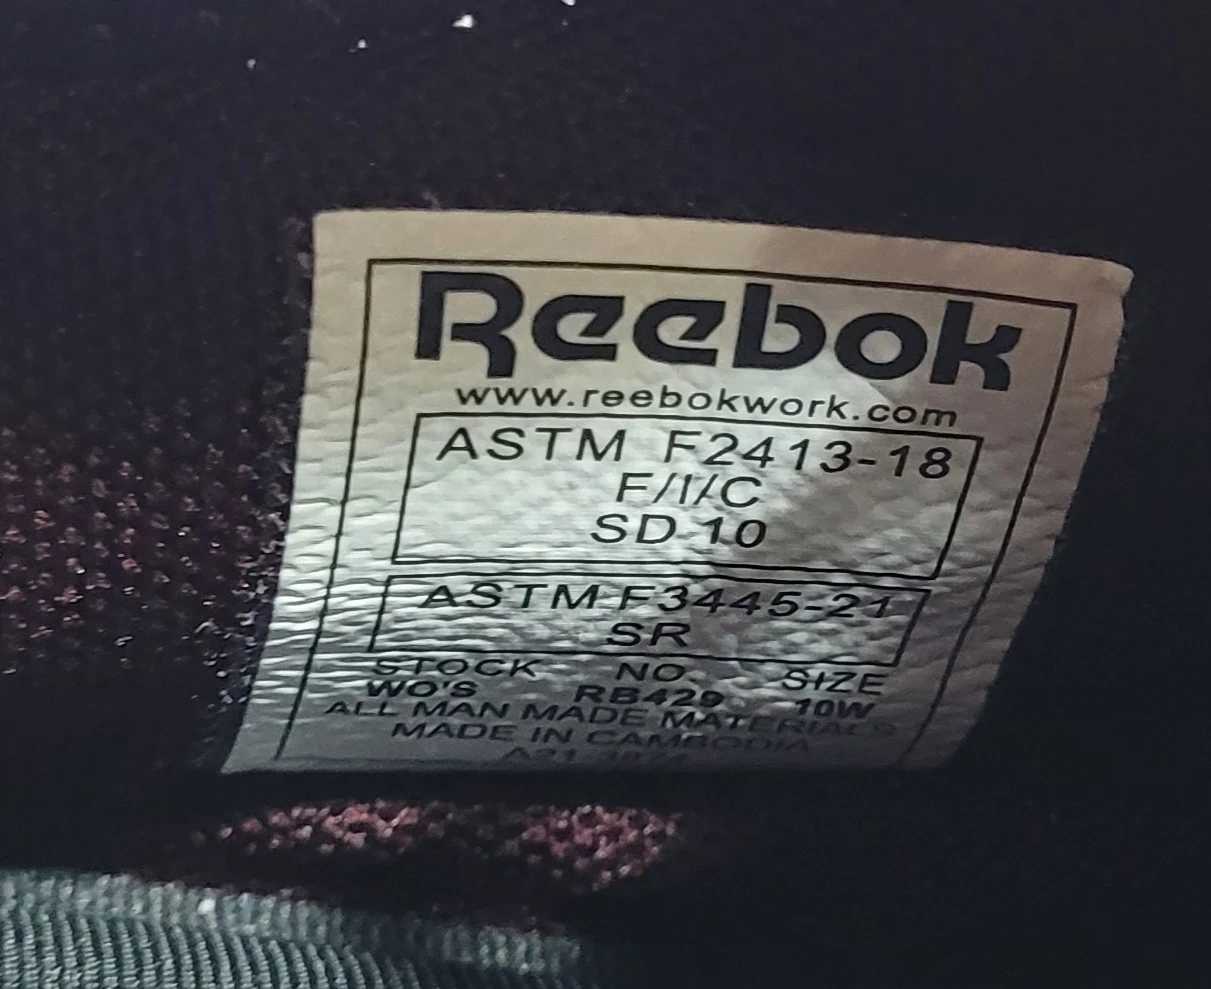 Reebok
www.reebokwork.com
ASTM F2413-18
F/I/C
SD 10
ASTM F3445-21
SR
STOCK NO. SIZE
WO'S RB429 10W
ALL MAN MADE MATERIALS
MADE IN CAMBODIA